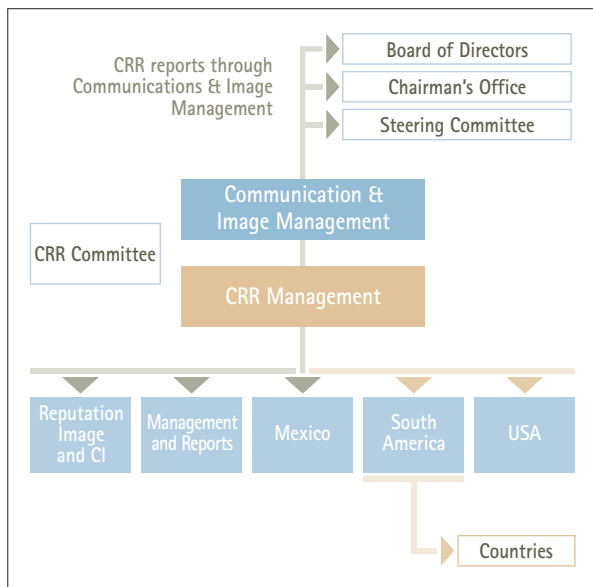 CRR reports through
Communications & Image
Management
Board of Directors
Chairman's Office
Steering Committee
Communication &
Image Management
CRR Committee
CRR Management
Reputation
Image
and CI
Management
and Reports
Mexico
South
America
USA
Countries